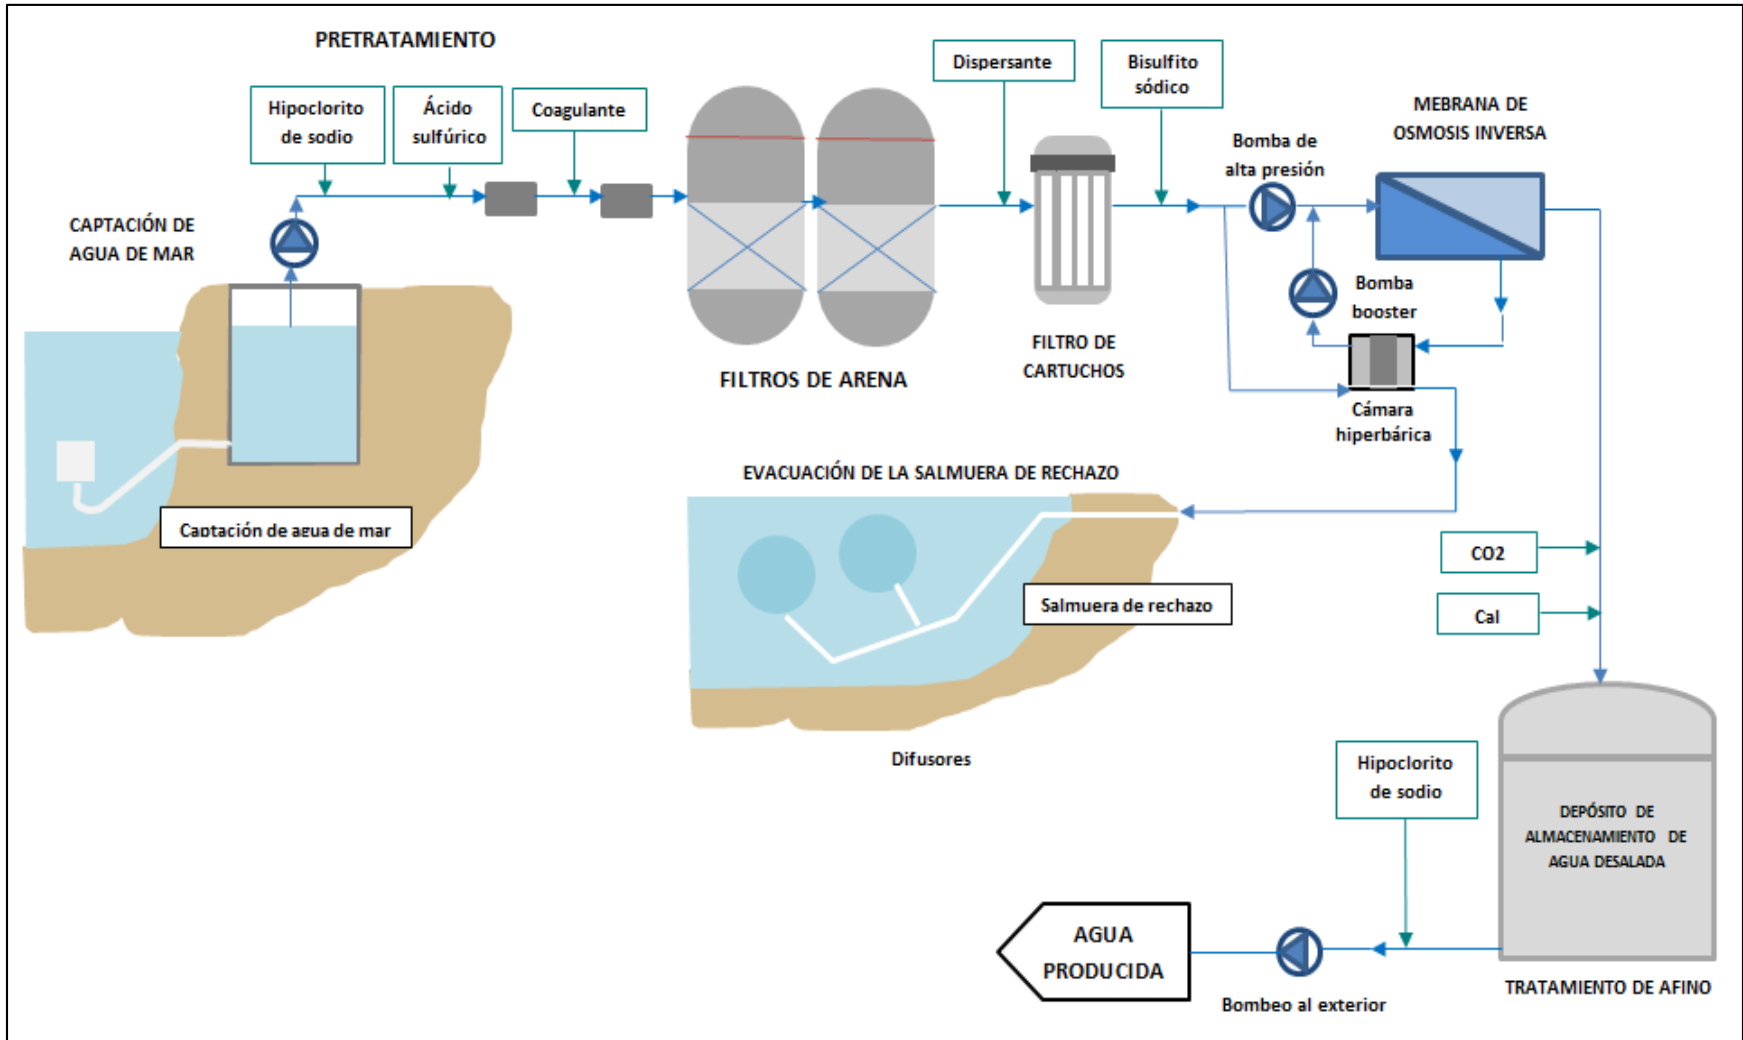 PRETRATAMIENTO
Hipoclorito
de sodio
Ácido
sulfúrico
Coagulante
Dispersante
Bisulfito
sódico
MEBRANA DE
OSMOSIS INVERSA
Bomba de
alta presión
CAPTACIÓN DE
AGUA DE MAR
Bomba
booster
FILTROS DE ARENA
FILTRO DE
CARTUCHOS
Cámara
hiperbárica
EVACUACIÓN DE LA SALMUERA DE RECHAZO
Captación de agua de mar
Salmuera de rechazo
CO2
Cal
Difusores
Hipoclorito
de sodio
DEPÓSITO DE
ALMACENAMIENTO DE
AGUA DESALADA
AGUA
PRODUCIDA
Bombeo al exterior
TRATAMIENTO DE AFINO